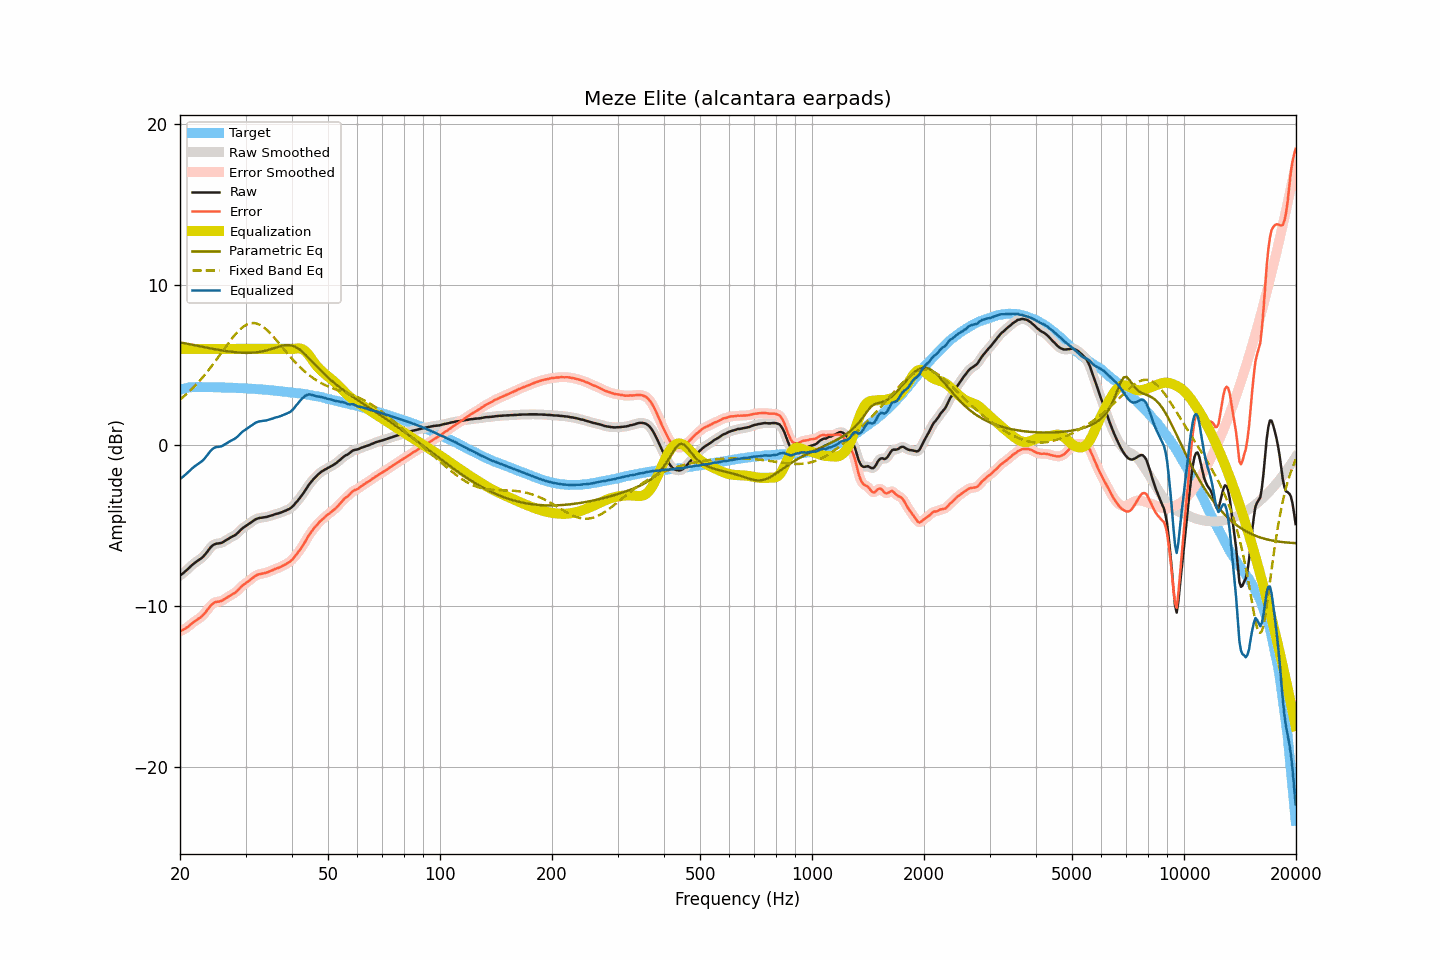 Meze Elite (alcantara earpads)
Target
Raw Smoothed
Error Smoothed
Raw
Error
Equalization
Parametric Eq
Fixed Band Eq
Equalized
20
10
0
−10
−20
Amplitude (dBr)
20 50 100 200 500 1000 2000 5000 10000 20000
Frequency (Hz)